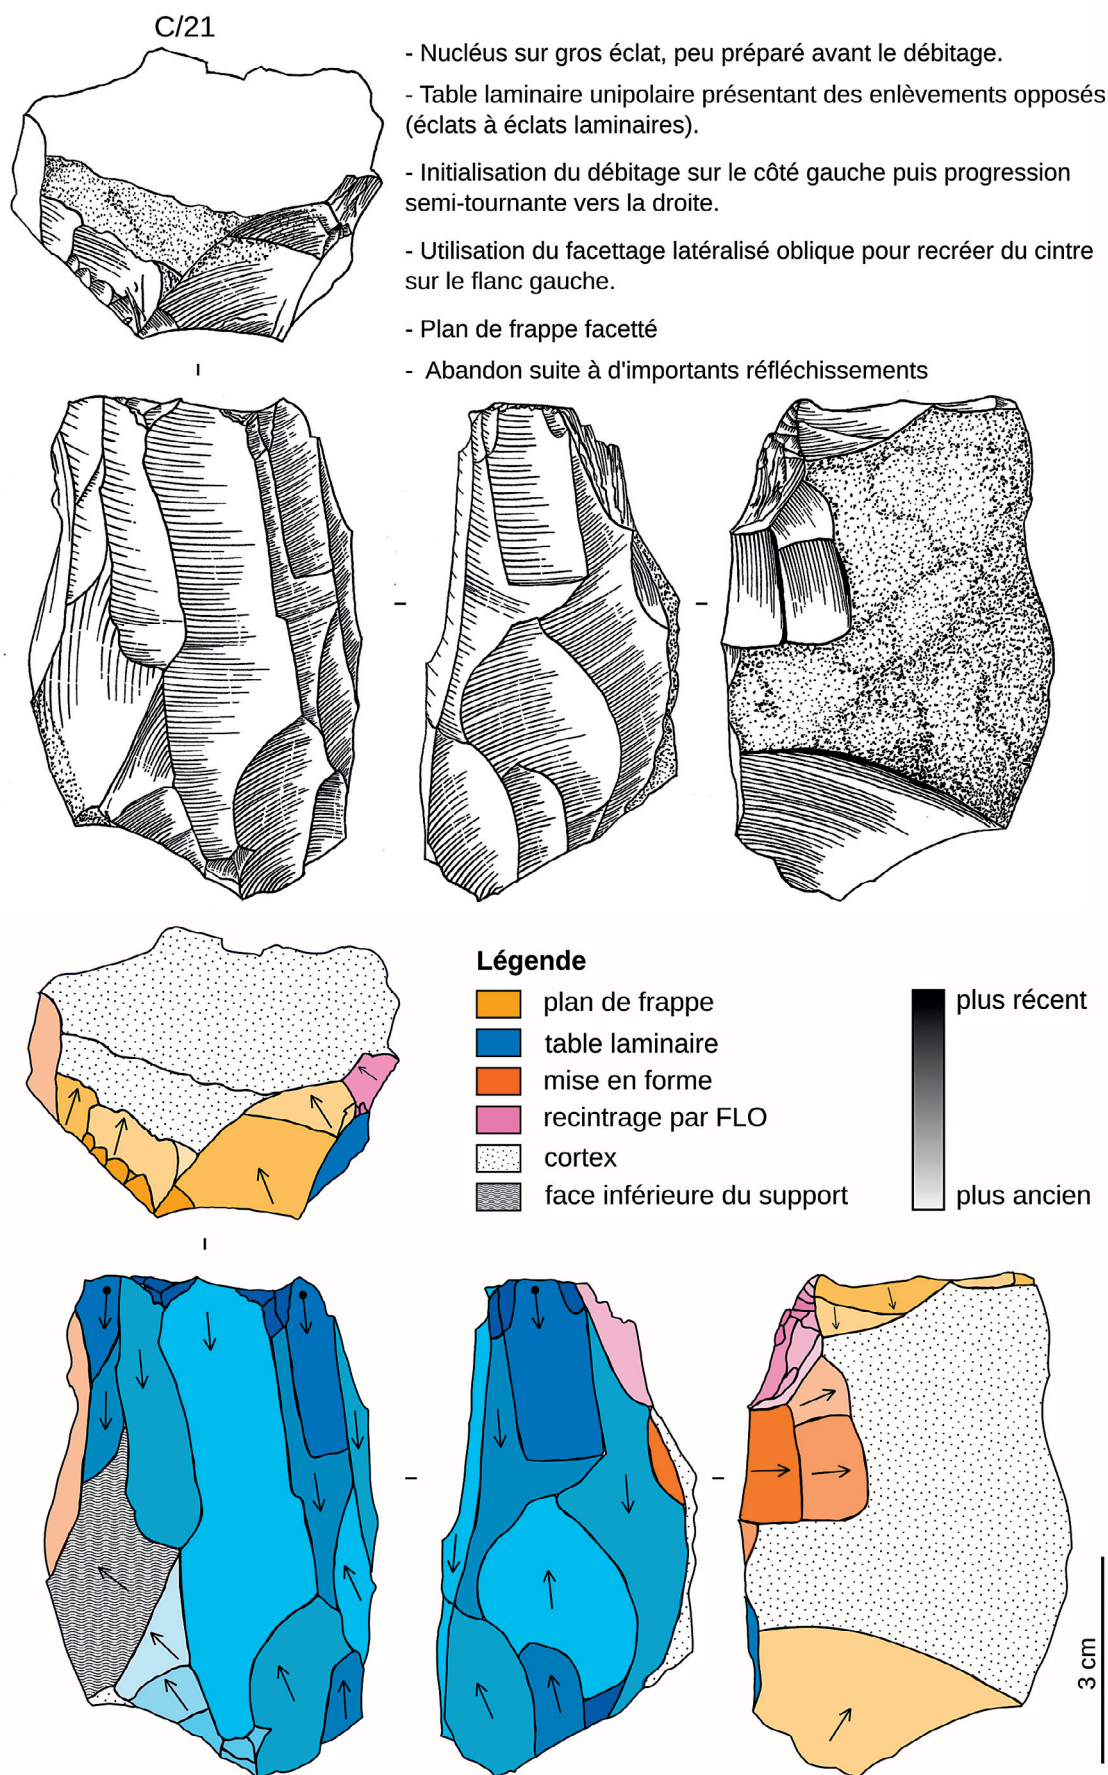 C/21
- Nucléus sur gros éclat, peu préparé avant le débitage.
- Table laminaire unipolaire présentant des enlèvements opposés
(éclats à éclats laminaires).
- Initialisation du débitage sur le côté gauche puis progression
semi-tournante vers la droite.
- Utilisation du facettage latéralisé oblique pour recréer du cintre
sur le flanc gauche.
- Plan de frappe facetté
- Abandon suite à d'importants réfléchissements
Légende
plan de frappe
table laminaire
mise en forme
recintrage par FLO
cortex
face inférieure du support
plus récent
plus ancien
3 cm